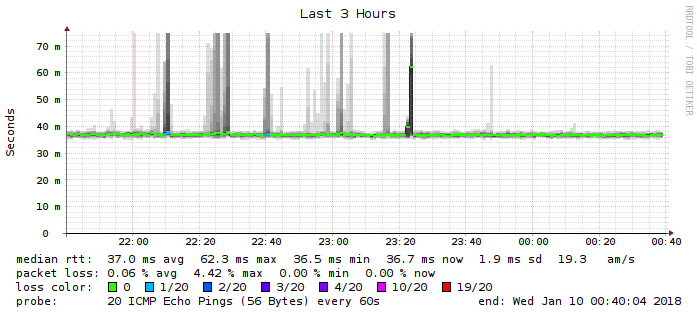 Last 3 Hours
RRDTOOL / TOBI OETIKER
Seconds
70 m
60 m
50 m
40 m
30 m
20 m
10 m
0
22:00 22:20 22:40 23:00 23:20 23:40 00:00 00:20 00:40
median rtt: 37.0 ms avg 62.3 ms max 36.5 ms min 36.7 ms now 1.9 ms sd 19.3 am/s
packet loss: 0.06 % avg 4.42 % max 0.00 % min 0.00 % now
loss color: 0 1/20 2/20 3/20 4/20 10/20 19/20
probe: 20 ICMP Echo Pings (56 Bytes) every 60s end: Wed Jan 10 00:40:04 2018